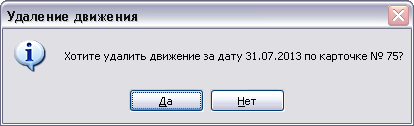 Удаление движения
Хотите удалить движение за дату 31.07.2013 по карточке № 75?
Да
Нет